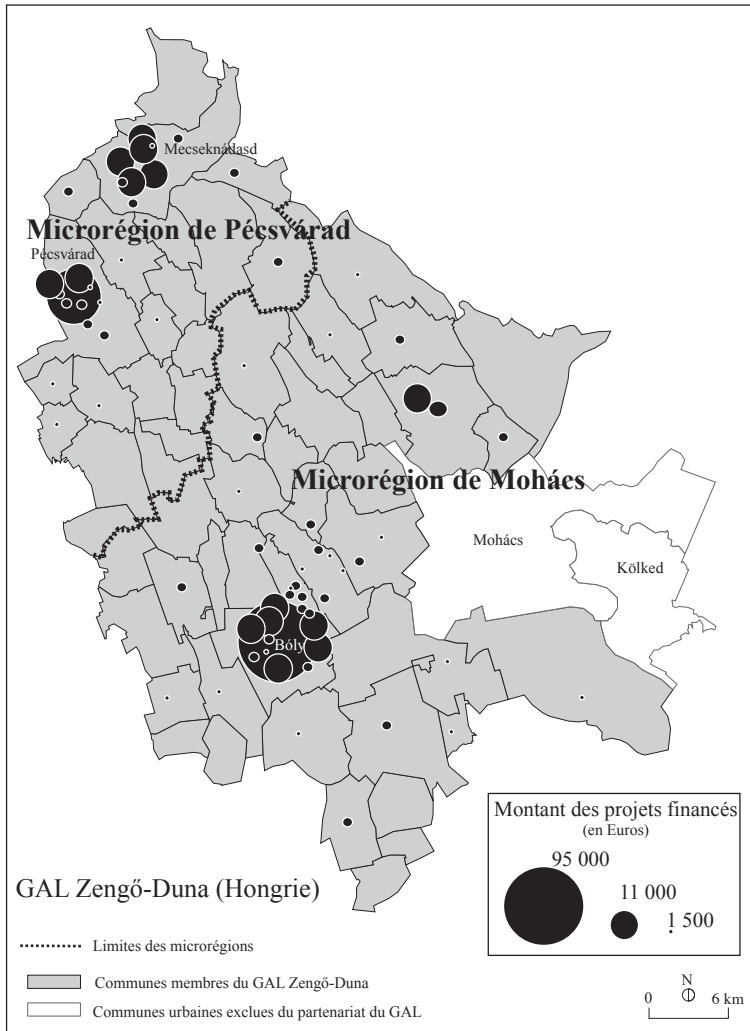 Mecseknádasd
Microrégion de Pécsvárad
Pécsvárad
Microrégion de Mohács
Mohács
Kölked
Bóly
Montant des projets financés
(en Euros)
95 000
11 000
1 500
GAL Zengő-Duna (Hongrie)
Limites des microrégions
Communes membres du GAL Zengő-Duna
Communes urbaines exclues du partenariat du GAL
N
0 6 km